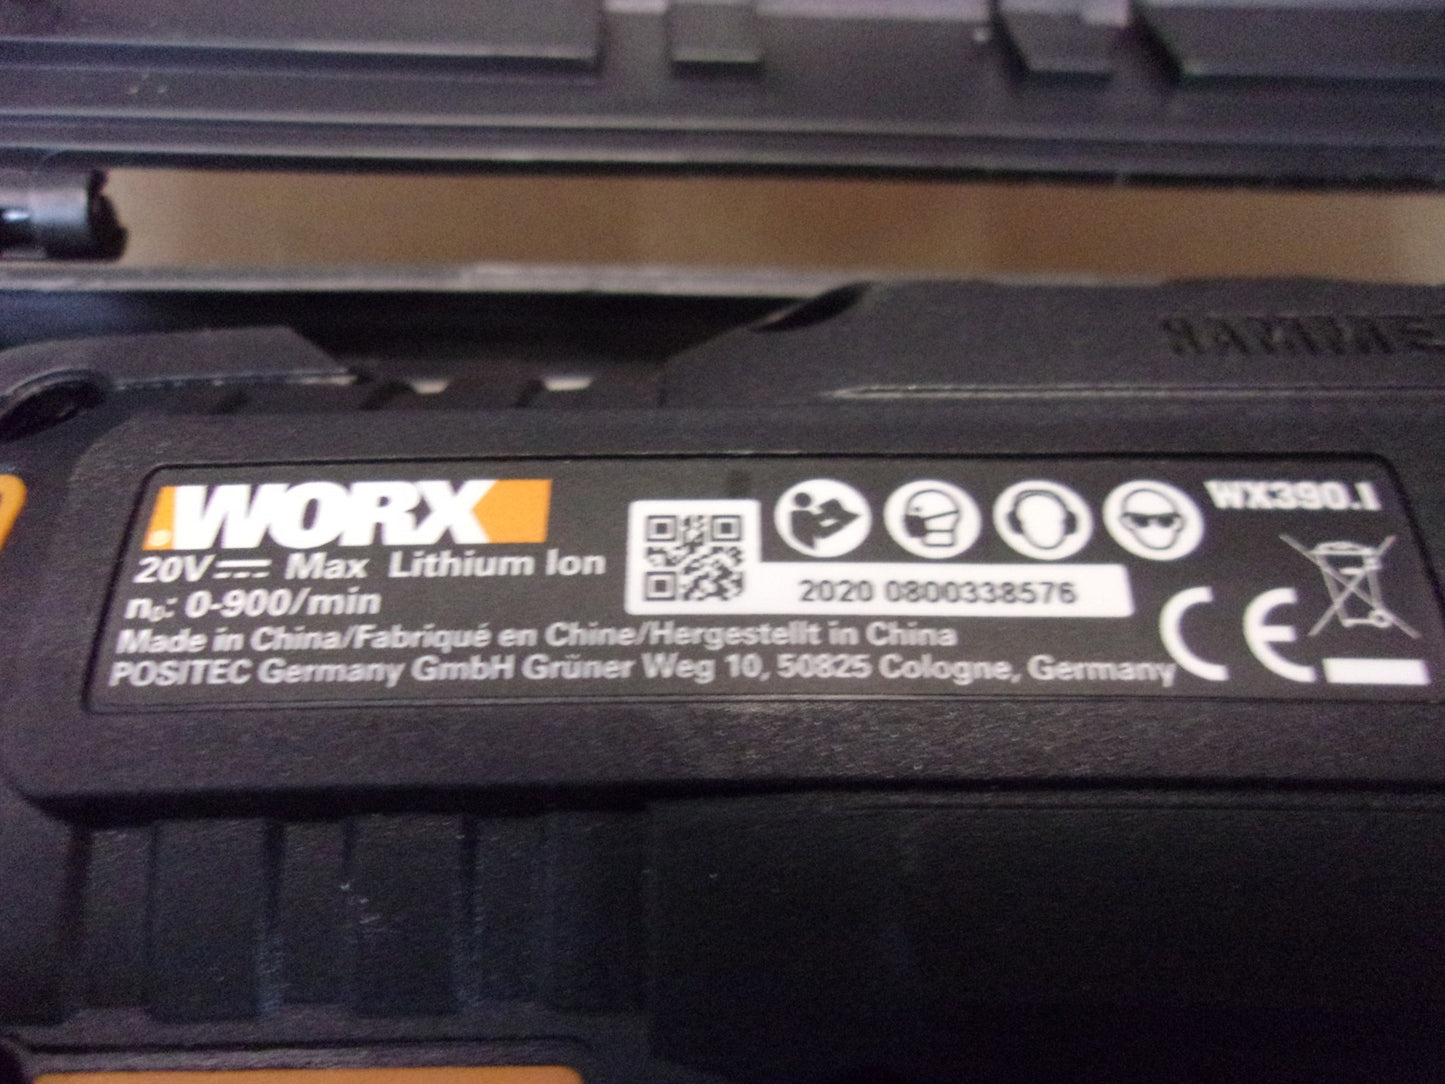 WORX
WX390.1
20V Max Lithium Ion
n₀: 0-900/min
2020 0800338576
Made in China/Fabriqué en Chine/Hergestellt in China
POSITEC Germany GmbH Grüner Weg 10, 50825 Cologne, Germany
CE